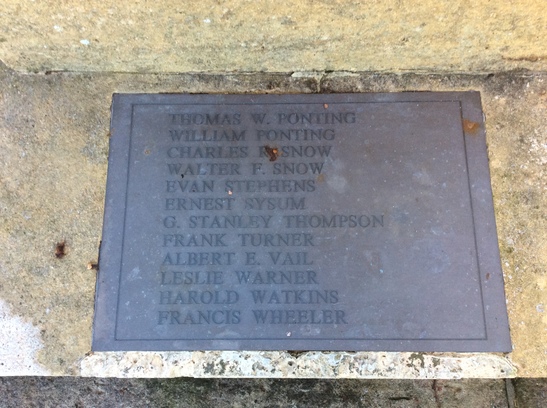 THOMAS W. PONTING
WILLIAM PONTING
CHARLES R. SNOW
WALTER F. SNOW
EVAN STEPHENS
ERNEST SYSUM
G. STANLEY THOMPSON
FRANK TURNER
ALBERT E. VAIL
LESLIE WARNER
HAROLD WATKINS
FRANCIS WHEELER